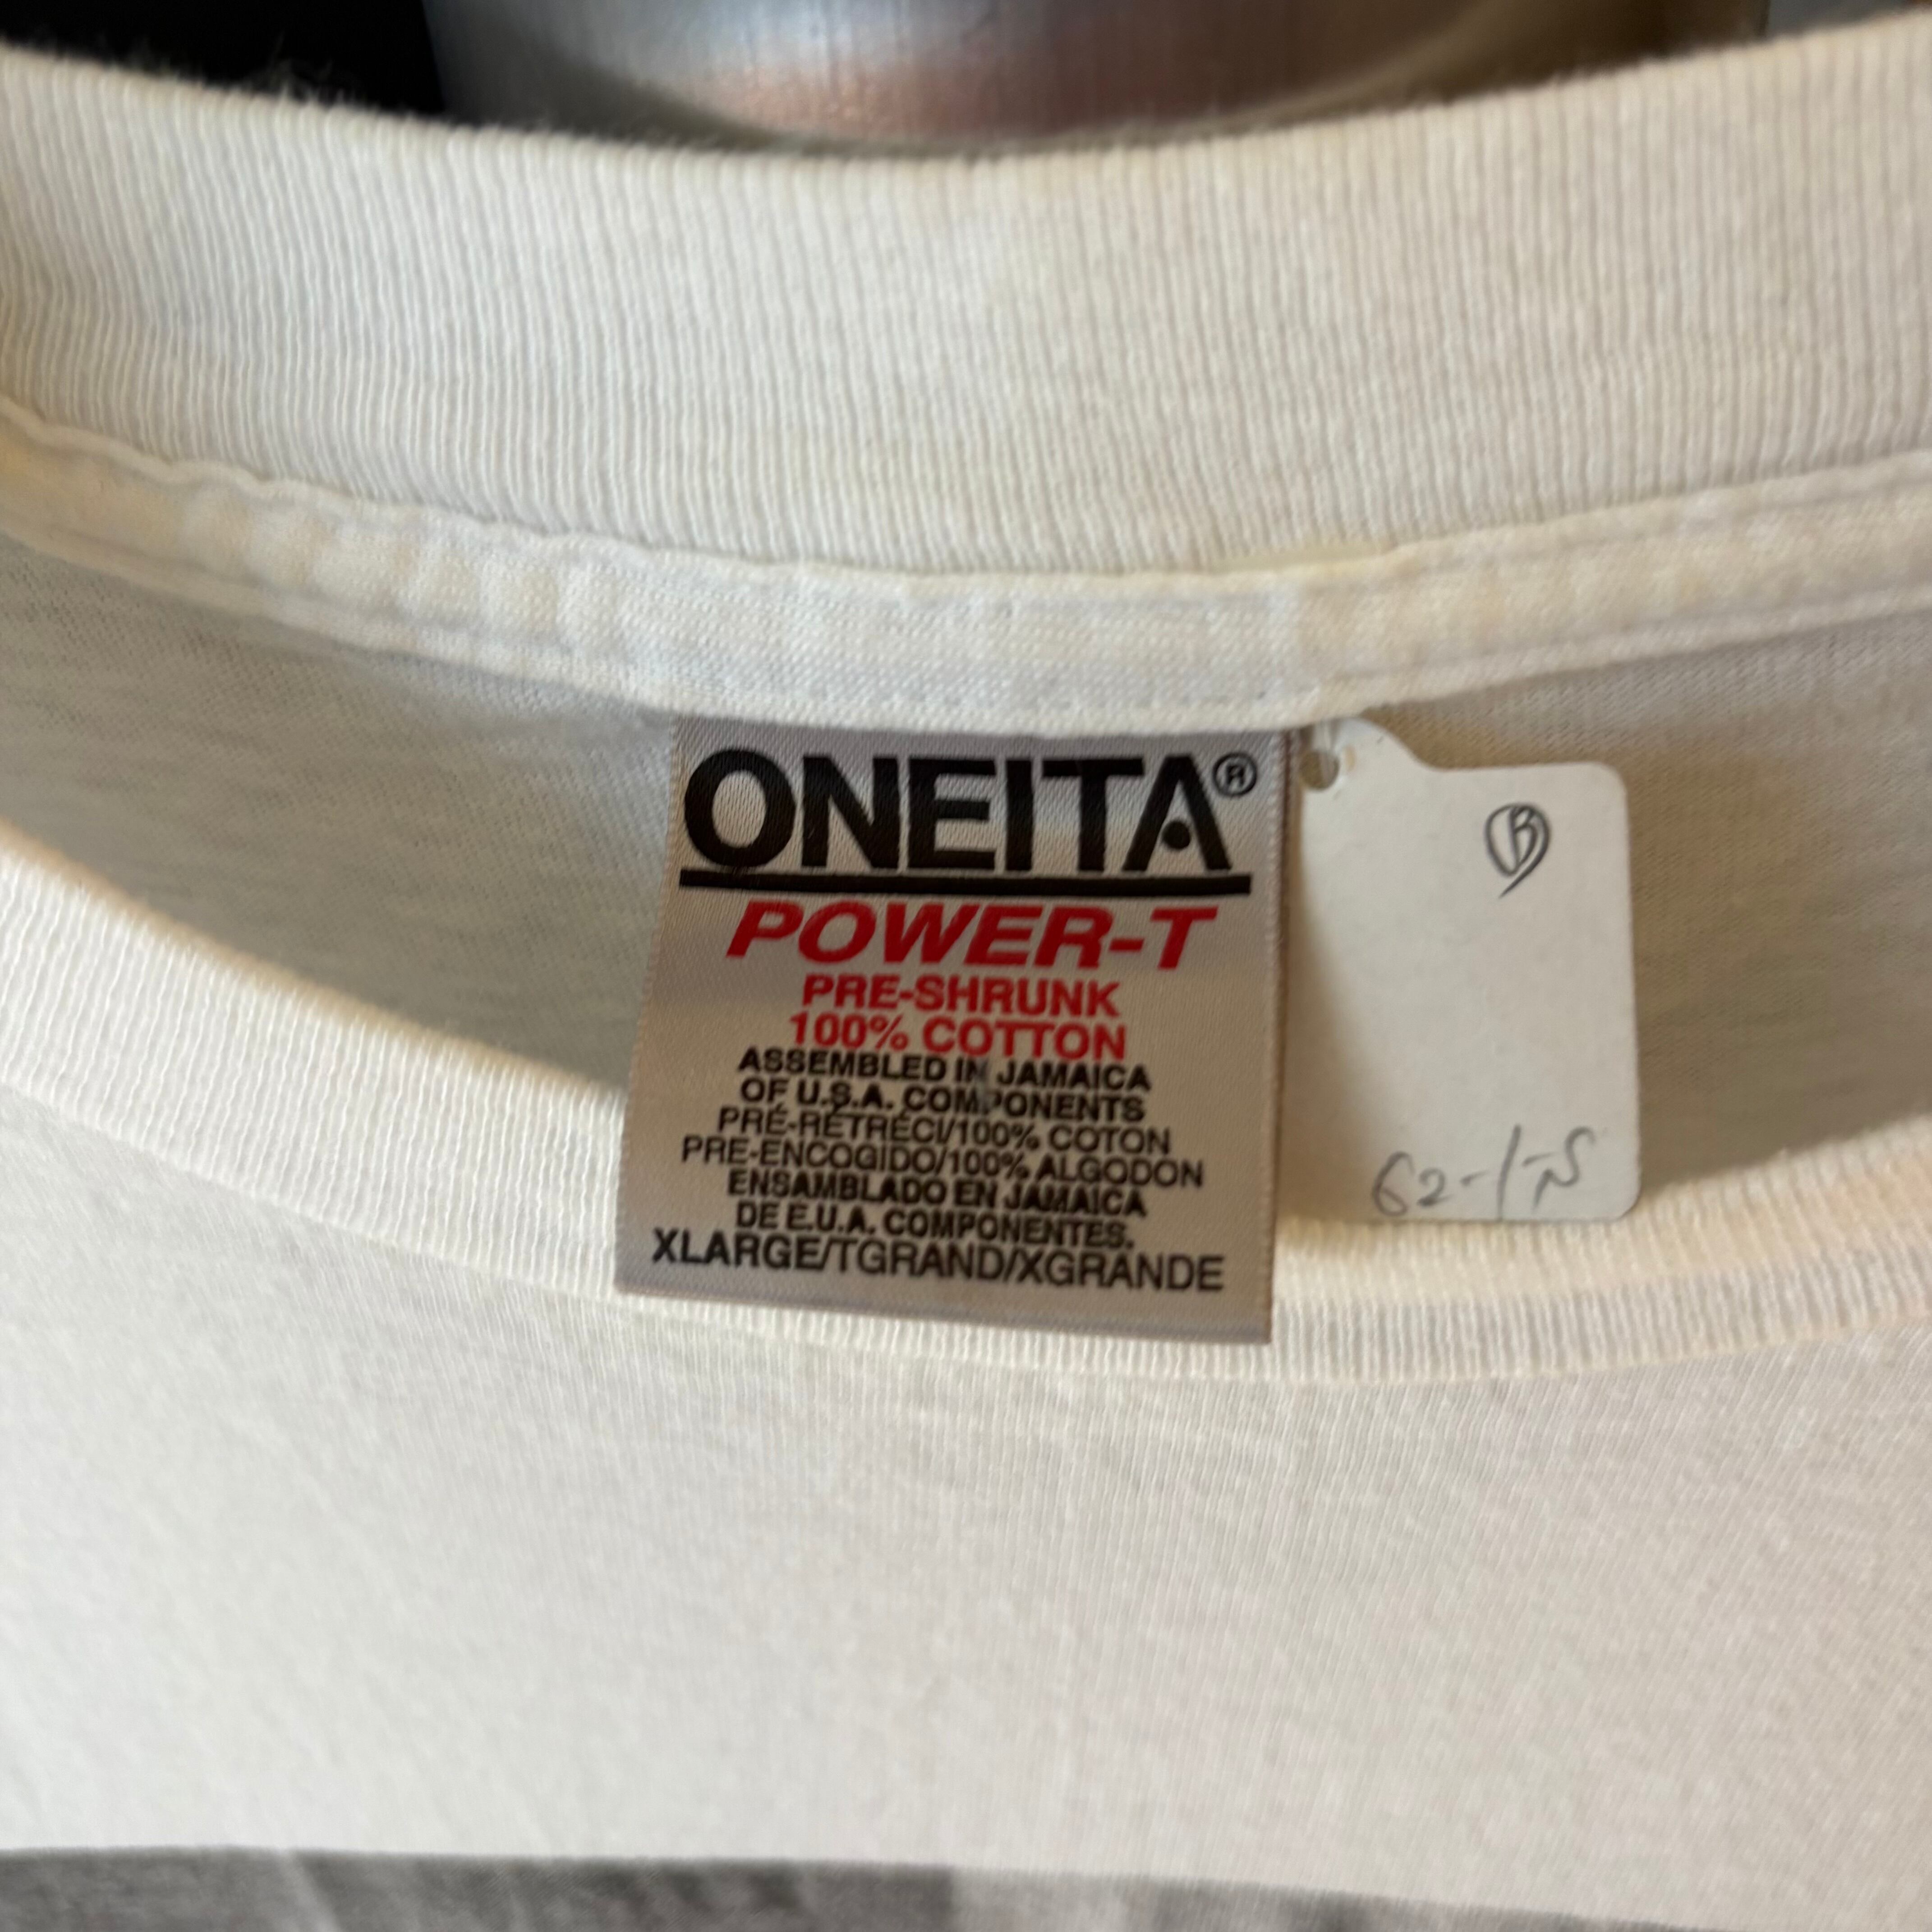 ONEITA®
POWER-T
PRE-SHRUNK
100% COTTON
ASSEMBLED IN JAMAICA
OF U.S.A. COMPONENTS
PRÉ-RÉTRÉCI/100% COTON
PRE-ENCOGIDO/100% ALGODON
ENSAMBLADO EN JAMAICA
DE E.U.A. COMPONENTES.
XLARGE/TGRAND/XGRANDE
B